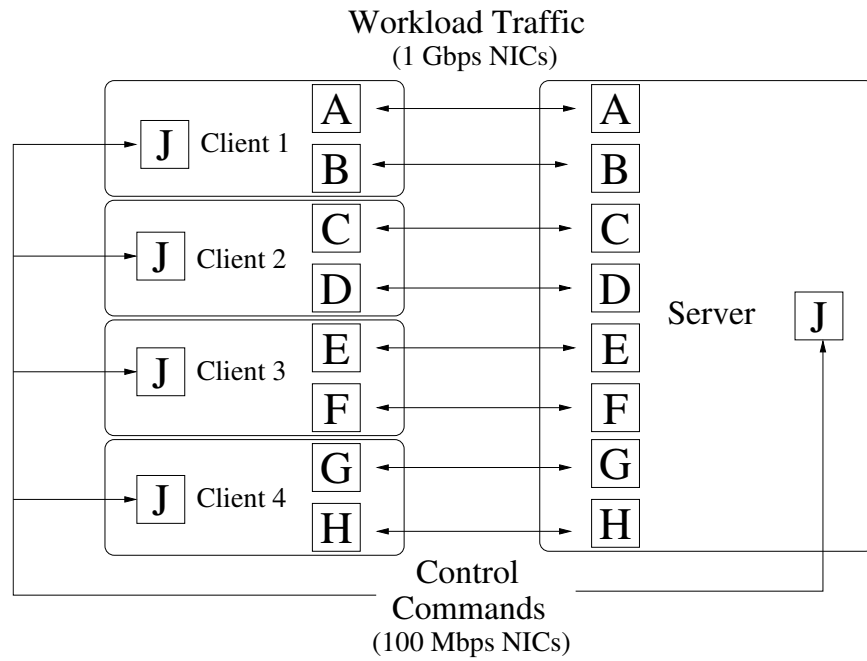 Workload Traffic
(1 Gbps NICs)
A A
J Client 1
B B
C C
J Client 2
D D
Server J
E E
J Client 3
F F
G G
J Client 4
H H
Control
Commands
(100 Mbps NICs)